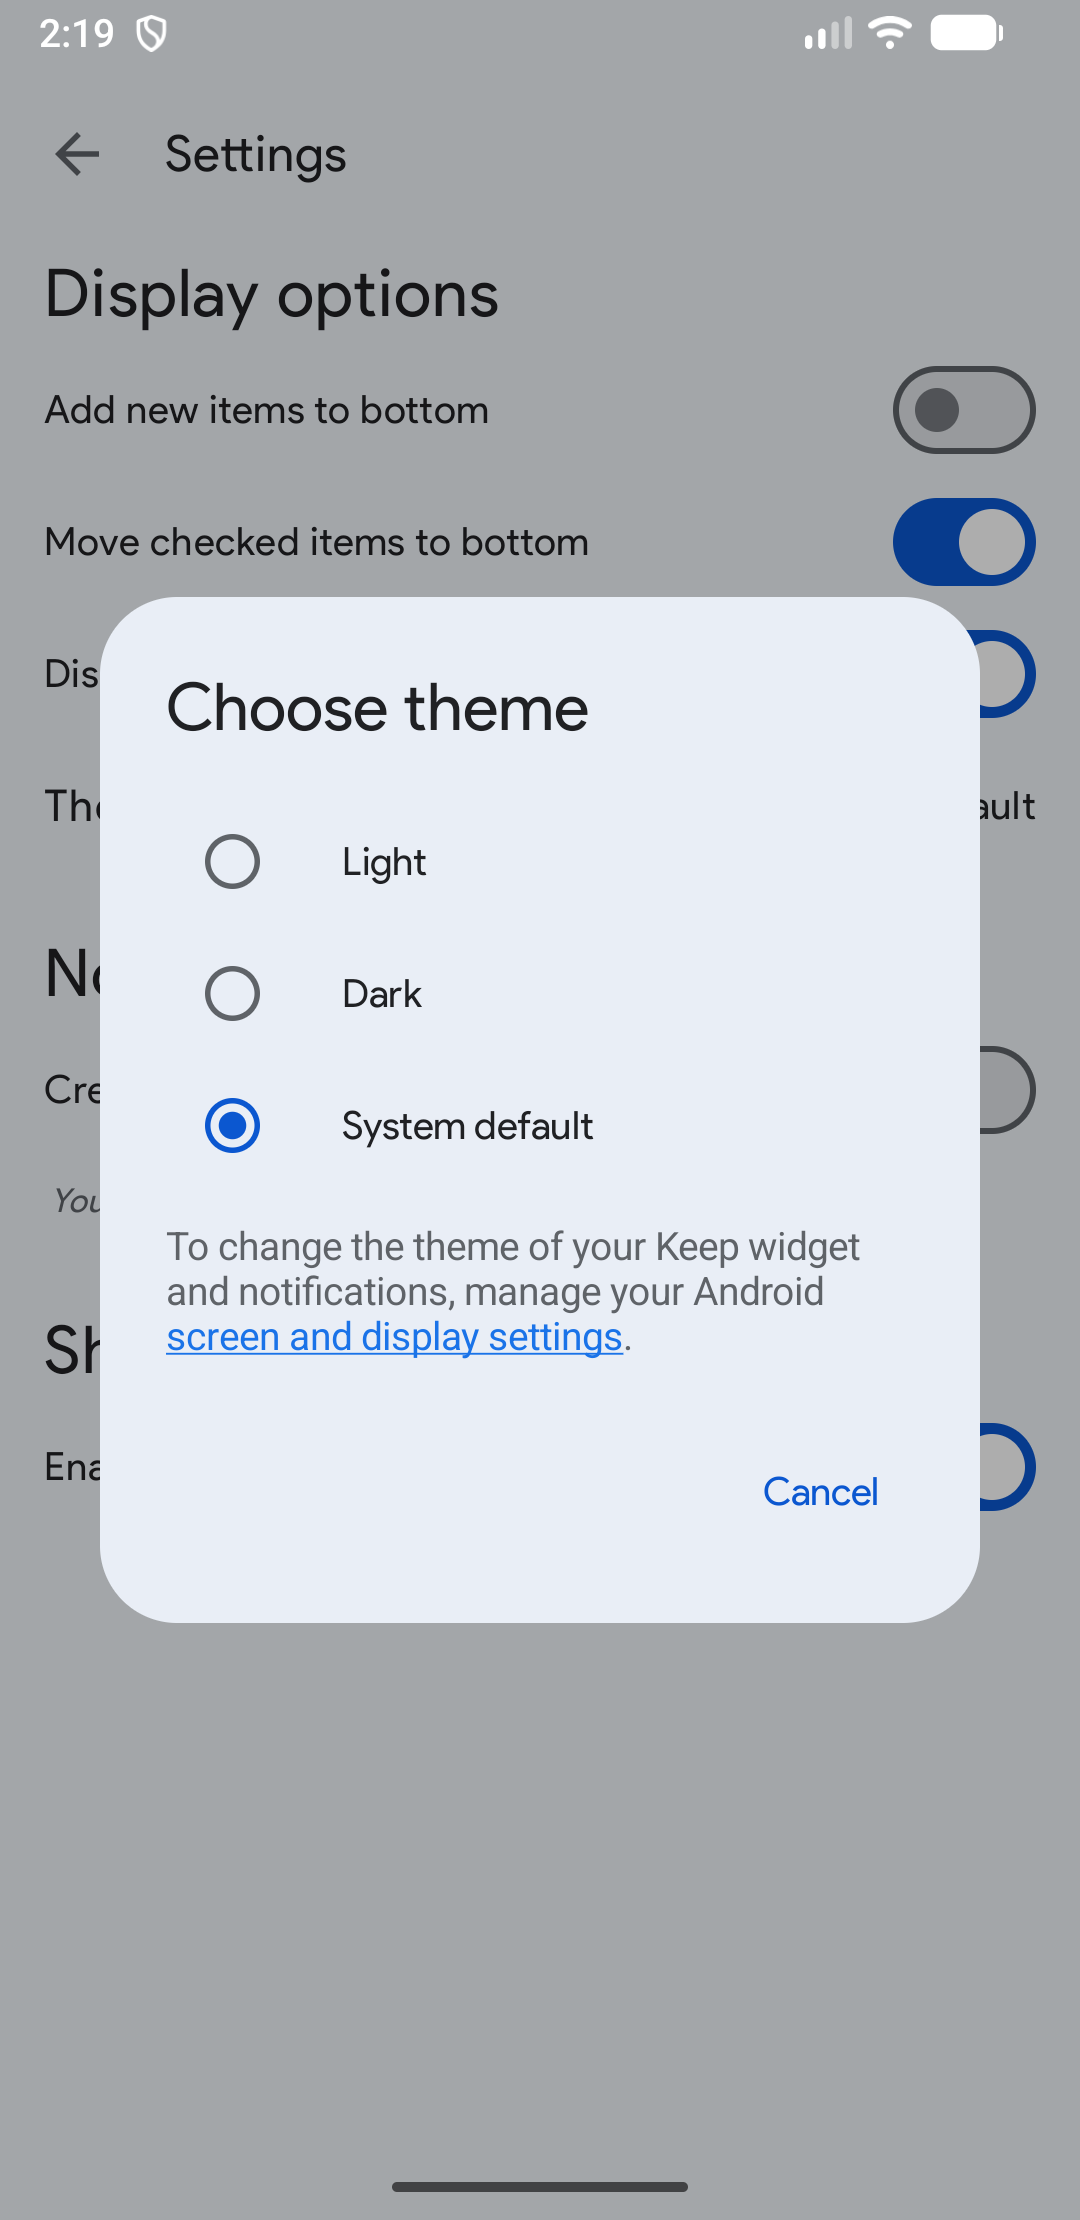 2:19
Settings
Display options
Add new items to bottom
Move checked items to bottom
Dis
Choose theme
The
ault
Light
No
Dark
Cre
System default
You
To change the theme of your Keep widget
and notifications, manage your Android
screen and display settings.
Sh
Ena
Cancel